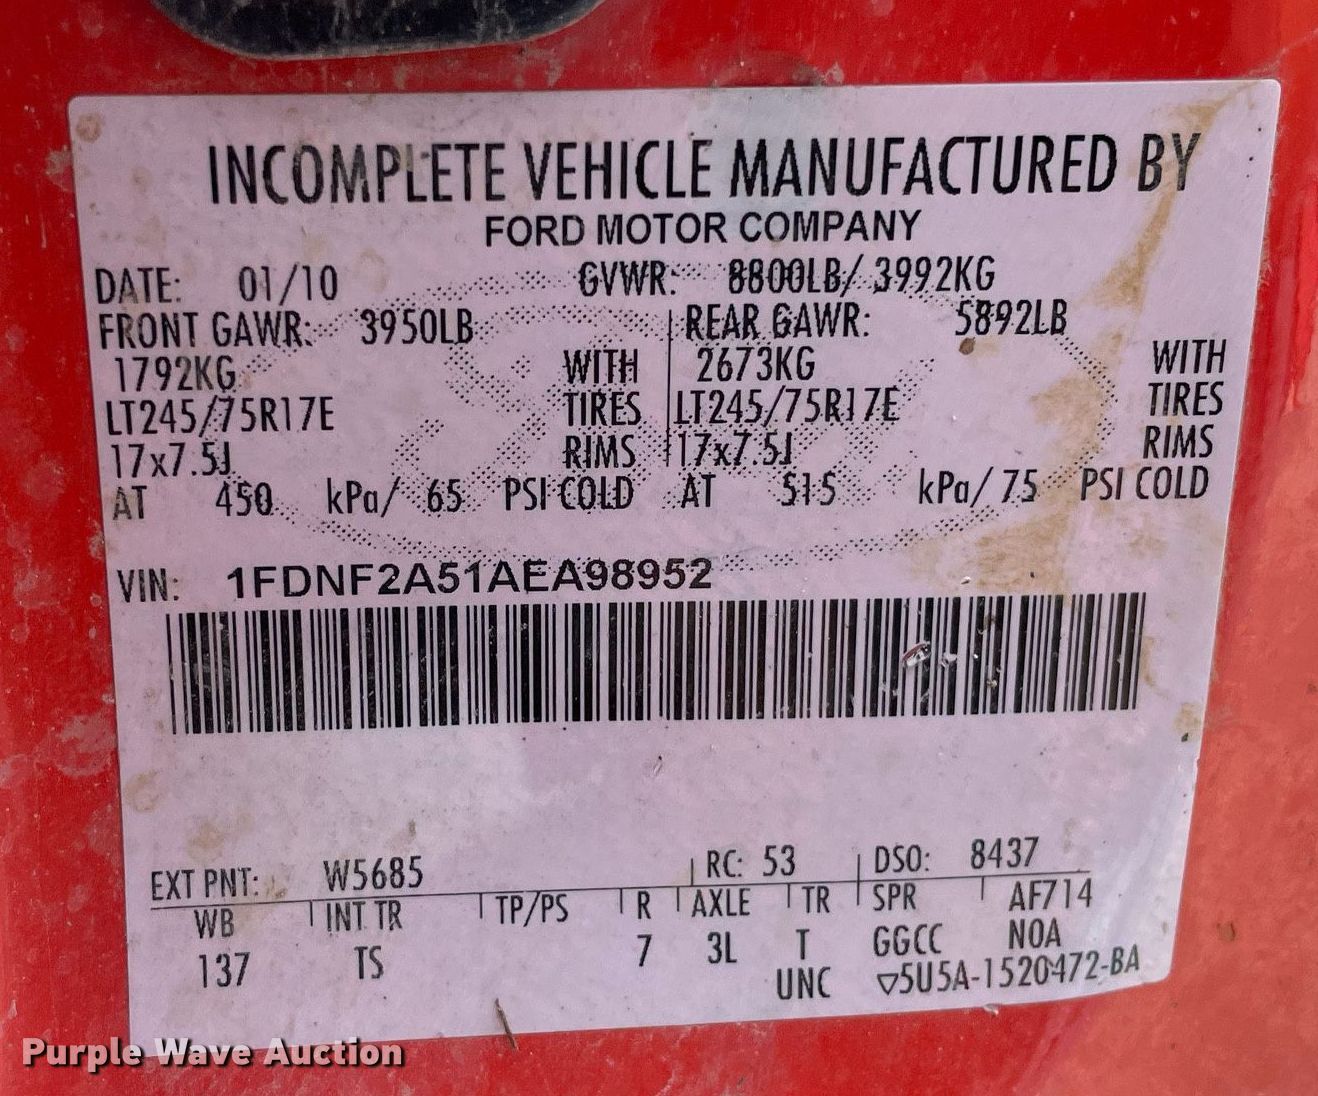 INCOMPLETE VEHICLE MANUFACTURED BY
FORD MOTOR COMPANY
DATE: 01/10 GVWR: 8800LB/ 3992KG
FRONT GAWR: 3950LB REAR GAWR: 5892LB
1792KG WITH 2673KG WITH
LT245/75R17E TIRES LT245/75R17E TIRES
17x7.5J RIMS 17x7.5J RIMS
AT 450 kPa/ 65 PSI COLD AT 515 kPa/ 75 PSI COLD
VIN: 1FDNF2A51AEA98952
EXT PNT: W5685 RC: 53 DSO: 8437
WB INT TR TP/PS R AXLE TR SPR AF714
137 TS 7 3L T GGCC NOA
UNC ▽5U5A-1520472-BA
Purple Wave Auction